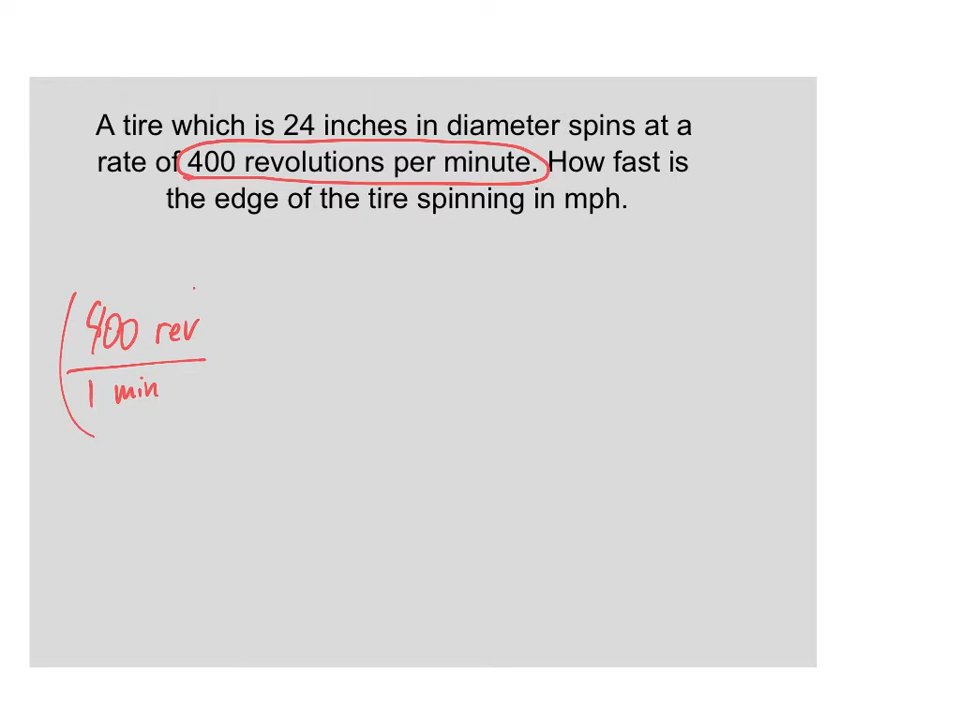 A tire which is 24 inches in diameter spins at a
rate of 400 revolutions per minute. How fast is
the edge of the tire spinning in mph.
400 rev
1 min